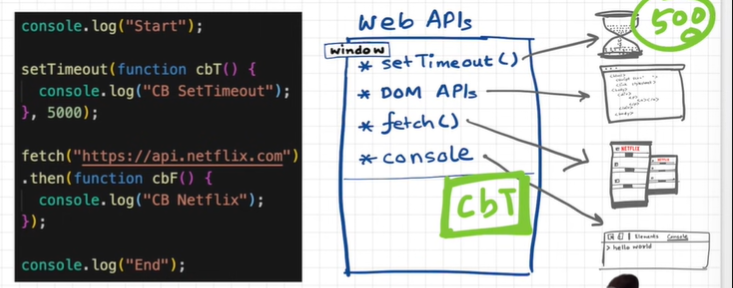 console.log("Start");
setTimeout(function cbT() {
console.log("CB SetTimeout");
}, 5000);
fetch("https://api.netflix.com")
.then(function cbF() {
console.log("CB Netflix");
});
console.log("End");
Web APIs
window
* setTimeout()
* DOM APIs
* fetch()
* console
cbT
500
NETFLIX
Elements Console
> hello world